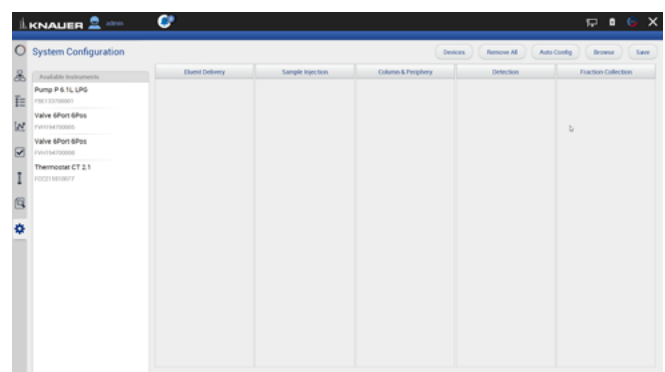 KNAUER admin
System Configuration
Devices Remove All Auto Config Browse Save
Available Instruments
Eluent Delivery Sample Injection Column & Periphery Detection Fraction Collection
Pump P 6.1L LPG
Valve 6Port 6Pos
Valve 6Port 6Pos
Thermostat CT 2.1